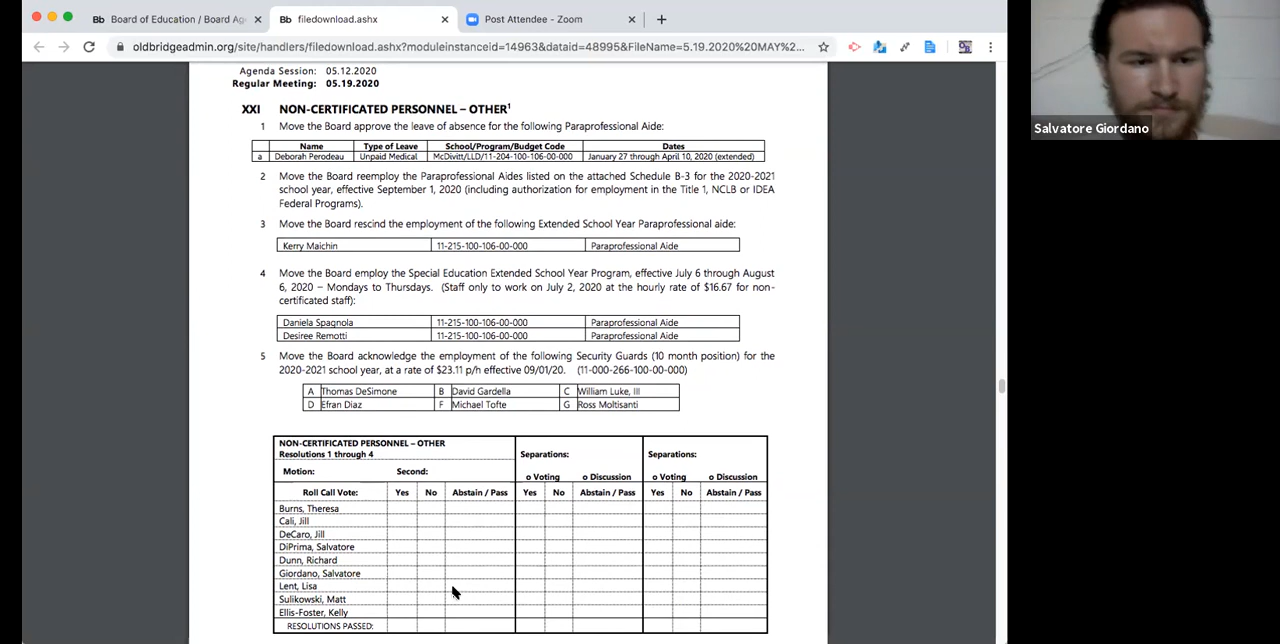 Bb Board of Education / Board Ag
Bb filedownload.ashx
Post Attendee - Zoom
oldbridgeadmin.org/site/handlers/filedownload.ashx?moduleinstanceid=14963&dataid=48995&FileName=5.19.2020%20MAY%2...
Salvatore Giordano
Agenda Session: 05.12.2020
Regular Meeting: 05.19.2020
XXI NON-CERTIFICATED PERSONNEL – OTHER¹
1 Move the Board approve the leave of absence for the following Paraprofessional Aide:
Name Type of Leave School/Program/Budget Code Dates
a Deborah Perodeau Unpaid Medical McDivitt/LLD/11-204-100-106-00-000 January 27 through April 10, 2020 (extended)
2 Move the Board reemploy the Paraprofessional Aides listed on the attached Schedule B-3 for the 2020-2021
school year, effective September 1, 2020 (including authorization for employment in the Title 1, NCLB or IDEA
Federal Programs).
3 Move the Board rescind the employment of the following Extended School Year Paraprofessional aide:
Kerry Maichin 11-215-100-106-00-000 Paraprofessional Aide
4 Move the Board employ the Special Education Extended School Year Program, effective July 6 through August
6, 2020 – Mondays to Thursdays. (Staff only to work on July 2, 2020 at the hourly rate of $16.67 for non-
certificated staff):
Daniela Spagnola 11-215-100-106-00-000 Paraprofessional Aide
Desiree Remotti 11-215-100-106-00-000 Paraprofessional Aide
5 Move the Board acknowledge the employment of the following Security Guards (10 month position) for the
2020-2021 school year, at a rate of $23.11 p/h effective 09/01/20. (11-000-266-100-00-000)
A Thomas DeSimone B David Gardella C William Luke, III
D Efran Diaz F Michael Tofte G Ross Moltisanti
NON-CERTIFICATED PERSONNEL – OTHER
Resolutions 1 through 4 Separations: Separations:
Motion: Second: o Voting o Discussion o Voting o Discussion
Roll Call Vote: Yes No Abstain / Pass Yes No Abstain / Pass Yes No Abstain / Pass
Burns, Theresa
Cali, Jill
DeCaro, Jill
DiPrima, Salvatore
Dunn, Richard
Giordano, Salvatore
Lent, Lisa
Sulikowski, Matt
Ellis-Foster, Kelly
RESOLUTIONS PASSED: